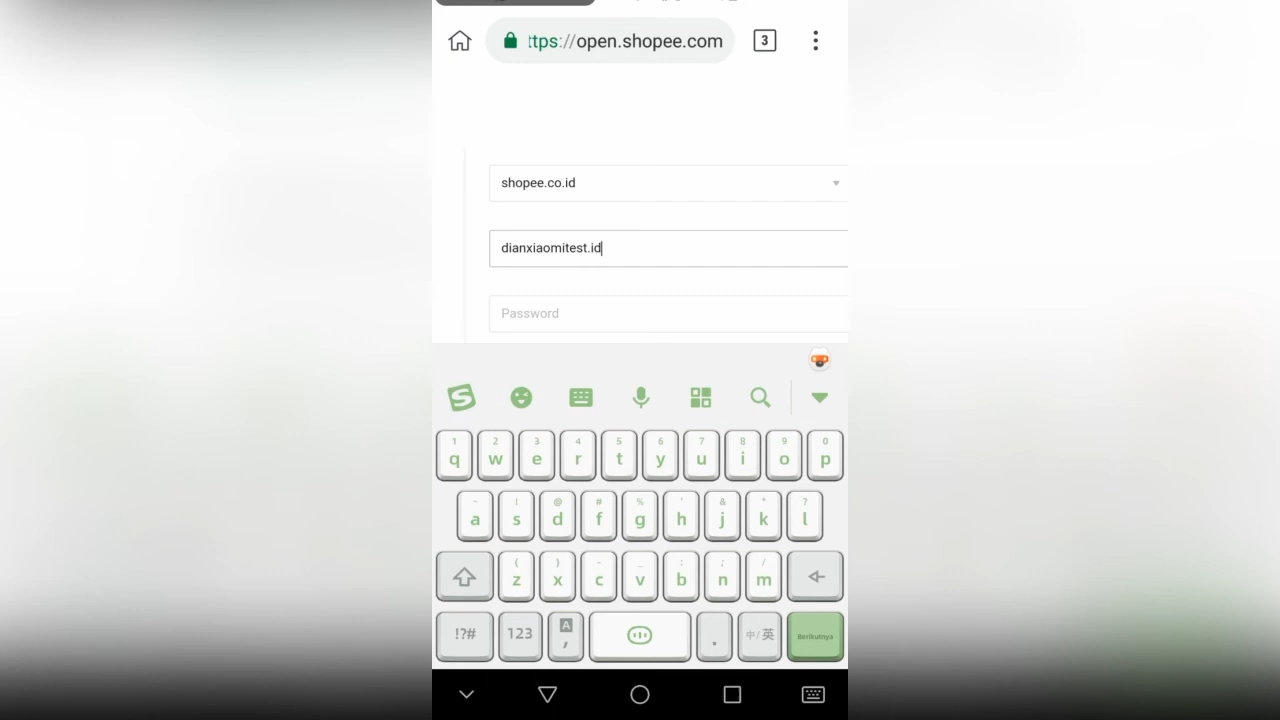 ttps://open.shopee.com
3
shopee.co.id
dianxiaomitest.id
Password
1 2 3 4 5 6 7 8 9 0
q w e r t y u i o p
~ ! @ # % ' & * ?
a s d f g h j k l
( ) - _ : ; /
z x c v b n m
!?# 123 A , . 中/英 Berikutnya